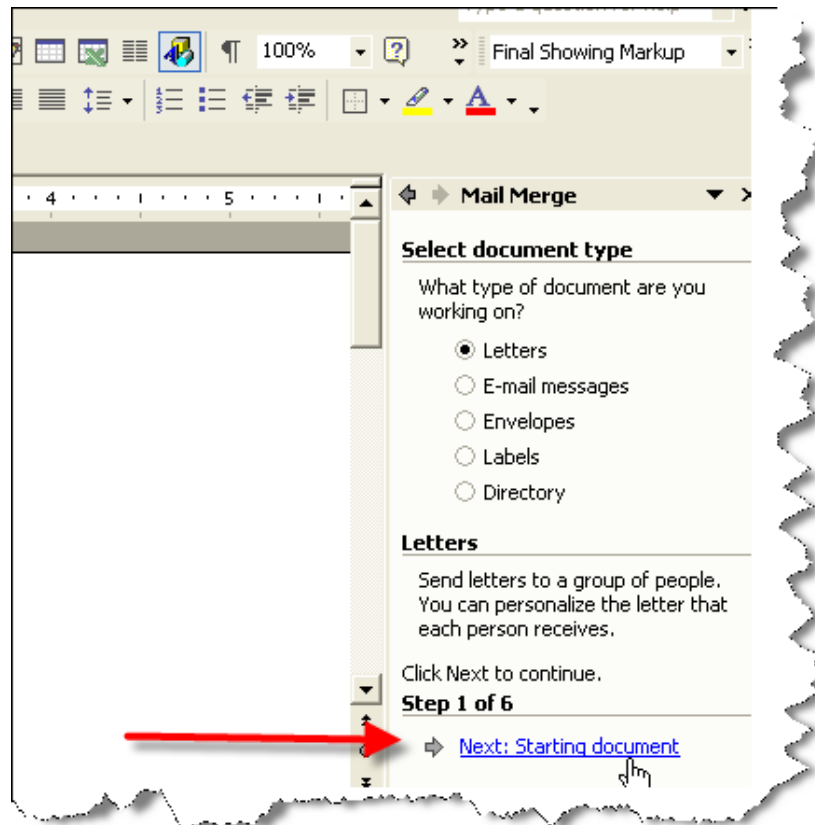 100%
Final Showing Markup
4 5
Mail Merge
Select document type
What type of document are you
working on?
Letters
E-mail messages
Envelopes
Labels
Directory
Letters
Send letters to a group of people.
You can personalize the letter that
each person receives.
Click Next to continue.
Step 1 of 6
Next: Starting document